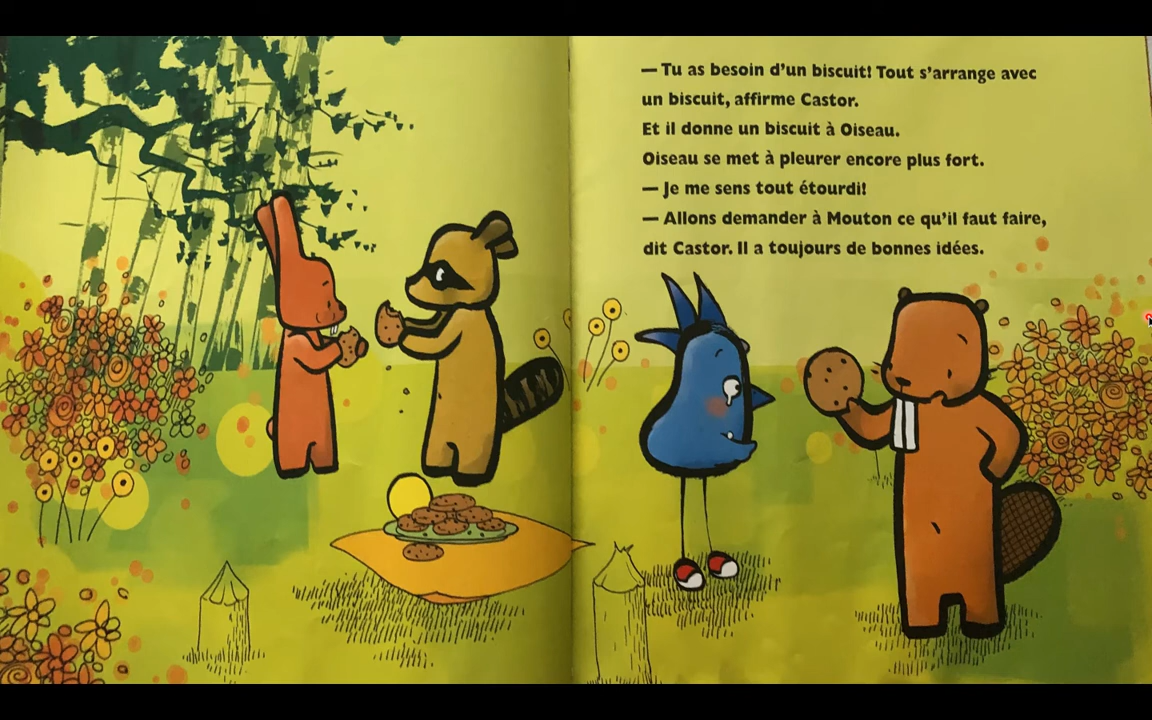 — Tu as besoin d'un biscuit! Tout s'arrange avec
un biscuit, affirme Castor.
Et il donne un biscuit à Oiseau.
Oiseau se met à pleurer encore plus fort.
— Je me sens tout étourdi!
— Allons demander à Mouton ce qu'il faut faire,
dit Castor. Il a toujours de bonnes idées.